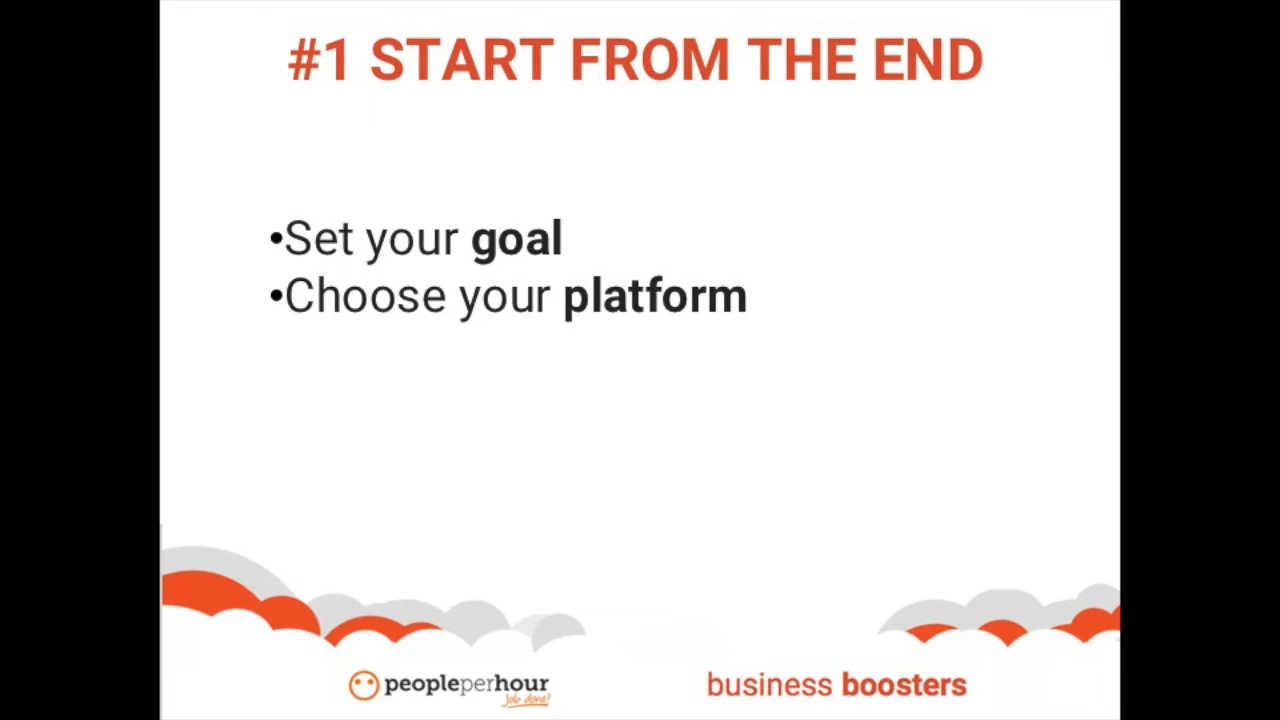 #1 START FROM THE END
•Set your goal
•Choose your platform
peopleperhour
job done!
business boosters